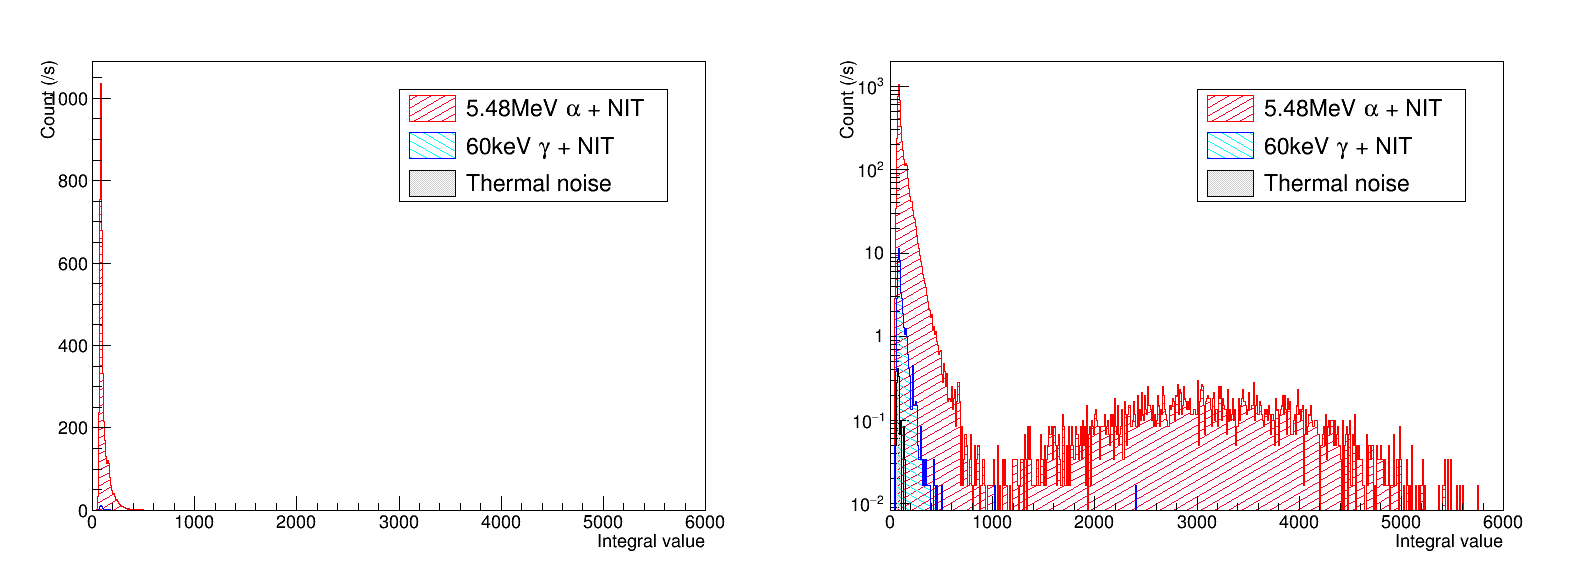 Count (/s)
1000
800
600
400
200
0
5.48MeV α + NIT
60keV γ + NIT
Thermal noise
0 1000 2000 3000 4000 5000 6000
Integral value
Count (/s)
10³
10²
10
1
10⁻¹
10⁻²
5.48MeV α + NIT
60keV γ + NIT
Thermal noise
0 1000 2000 3000 4000 5000 6000
Integral value